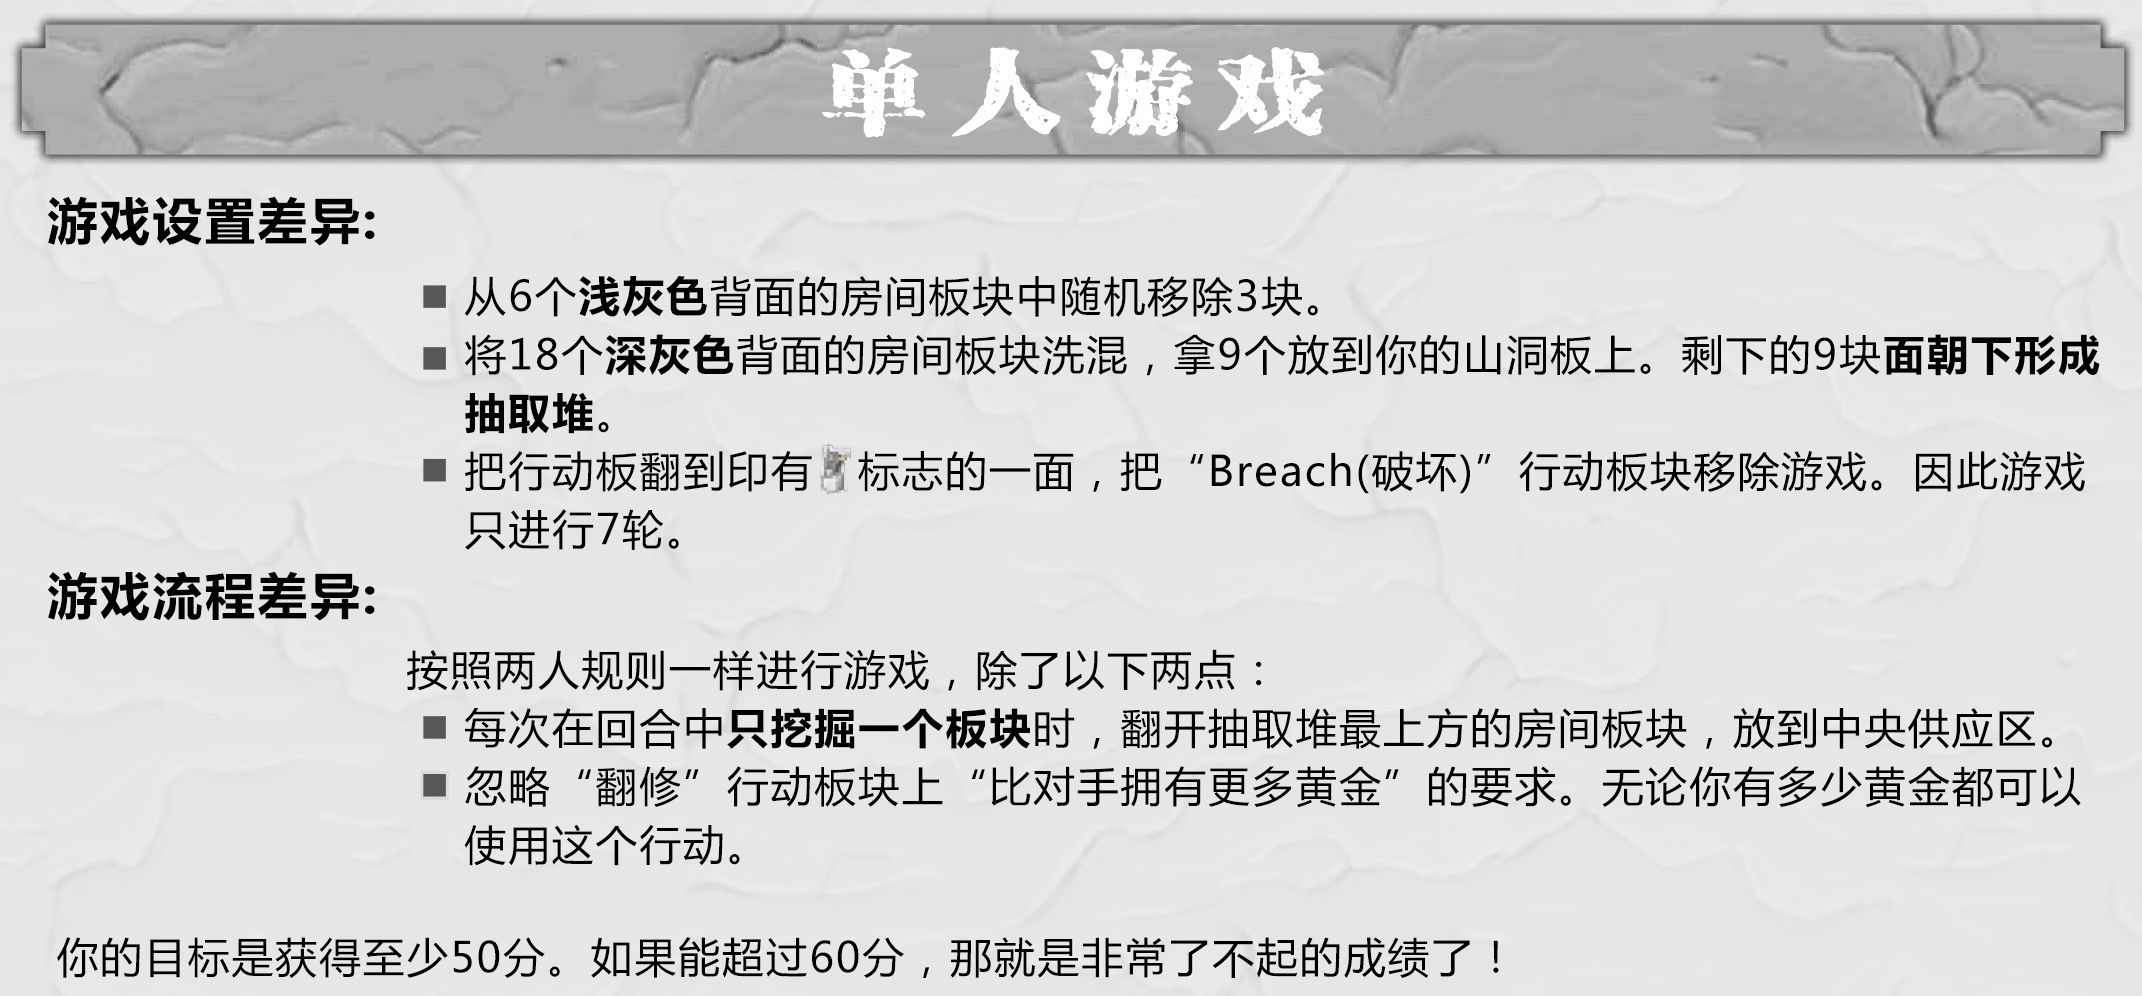 单人游戏
游戏设置差异:
■ 从6个浅灰色背面的房间板块中随机移除3块。
■ 将18个深灰色背面的房间板块洗混，拿9个放到你的山洞板上。剩下的9块面朝下形成
抽取堆。
■ 把行动板翻到印有标志的一面，把“Breach(破坏)”行动板块移除游戏。因此游戏
只进行7轮。
游戏流程差异:
按照两人规则一样进行游戏，除了以下两点：
■ 每次在回合中只挖掘一个板块时，翻开抽取堆最上方的房间板块，放到中央供应区。
■ 忽略“翻修”行动板块上“比对手拥有更多黄金”的要求。无论你有多少黄金都可以
使用这个行动。
你的目标是获得至少50分。如果能超过60分，那就是非常了不起的成绩了！